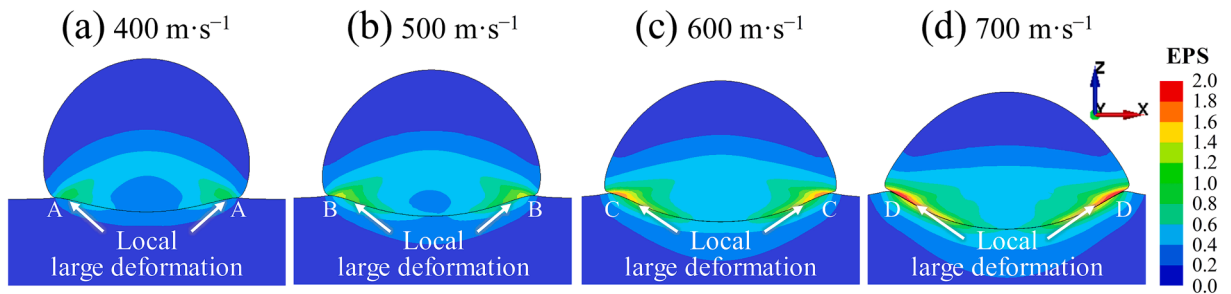 (a) 400 m·s⁻¹
(b) 500 m·s⁻¹
(c) 600 m·s⁻¹
(d) 700 m·s⁻¹
EPS
2.0
1.8
1.6
1.4
1.2
1.0
0.8
0.6
0.4
0.2
0.0
Z
Y
X
A
A
Local
large deformation
B
B
Local
large deformation
C
C
Local
large deformation
D
D
Local
large deformation